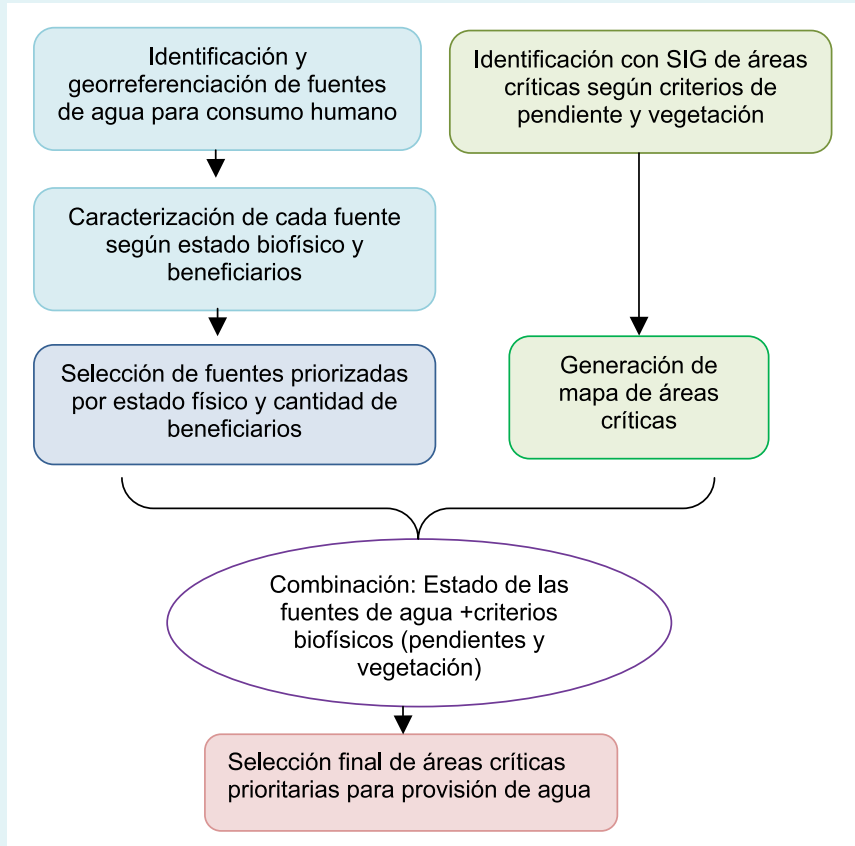 Identificación y
georreferenciación de fuentes
de agua para consumo humano
Identificación con SIG de áreas
críticas según criterios de
pendiente y vegetación
Caracterización de cada fuente
según estado biofísico y
beneficiarios
Selección de fuentes priorizadas
por estado físico y cantidad de
beneficiarios
Generación de
mapa de áreas
críticas
Combinación: Estado de las
fuentes de agua +criterios
biofísicos (pendientes y
vegetación)
Selección final de áreas críticas
prioritarias para provisión de agua